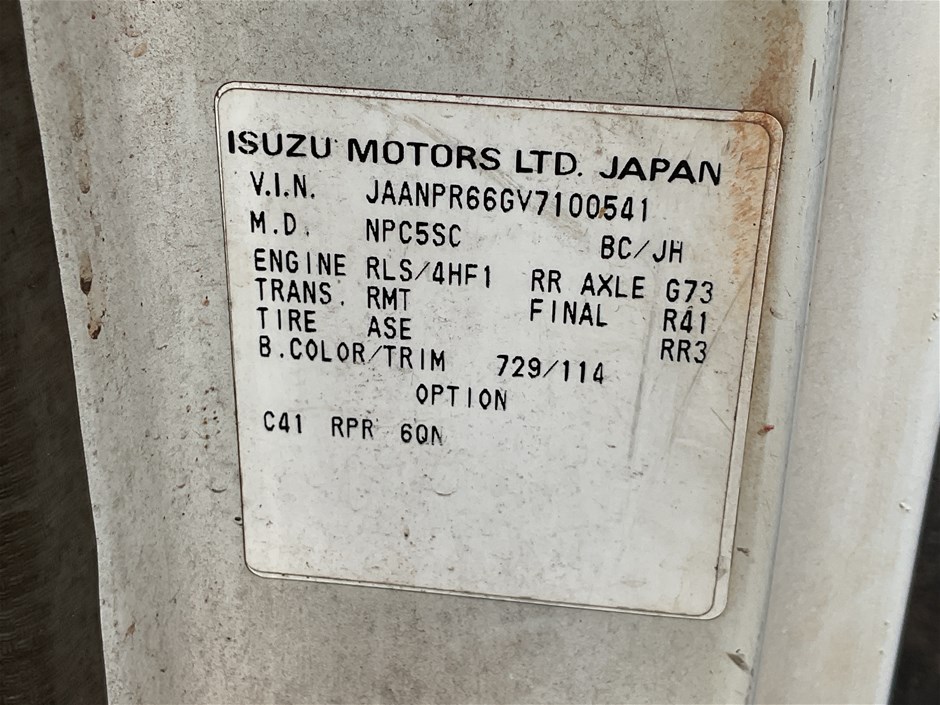 ISUZU MOTORS LTD. JAPAN
V.I.N. JAANPR66GV7100541
M.D. NPC5SC BC/JH
ENGINE RLS/4HF1 RR AXLE G73
TRANS. RMT FINAL R41
TIRE ASE RR3
B.COLOR/TRIM 729/114
OPTION
C41 RPR 6QN